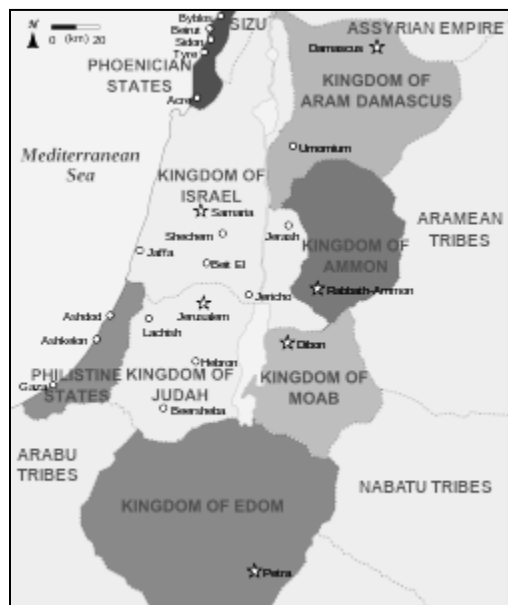 Byblos
Beirut
Sidon
Tyre
SIZU
ASSYRIAN EMPIRE
N
0 (km) 20
Damascus
PHOENICIAN
STATES
KINGDOM OF
ARAM DAMASCUS
Acre
Mediterranean
Sea
KINGDOM OF
ISRAEL
Samaria
Shechem
Jaffa
Beit El
Jerash
ARAMEAN
TRIBES
KINGDOM OF
AMMON
Rabbath-Ammon
Jericho
Ashdod
Jerusalem
Lachish
Ashkelon
Dibon
Hebron
PHILISTINE
STATES
Gaza
KINGDOM OF
JUDAH
KINGDOM OF
MOAB
Beersheba
ARABU
TRIBES
NABATU TRIBES
KINGDOM OF EDOM
Petra